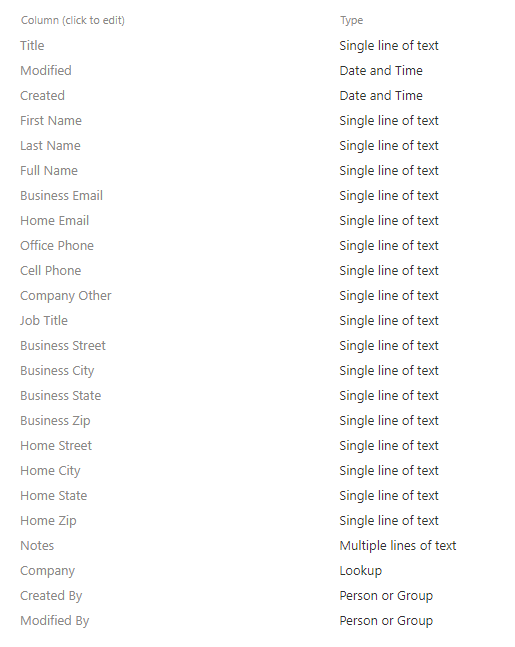 Column (click to edit) Type
Title Single line of text
Modified Date and Time
Created Date and Time
First Name Single line of text
Last Name Single line of text
Full Name Single line of text
Business Email Single line of text
Home Email Single line of text
Office Phone Single line of text
Cell Phone Single line of text
Company Other Single line of text
Job Title Single line of text
Business Street Single line of text
Business City Single line of text
Business State Single line of text
Business Zip Single line of text
Home Street Single line of text
Home City Single line of text
Home State Single line of text
Home Zip Single line of text
Notes Multiple lines of text
Company Lookup
Created By Person or Group
Modified By Person or Group